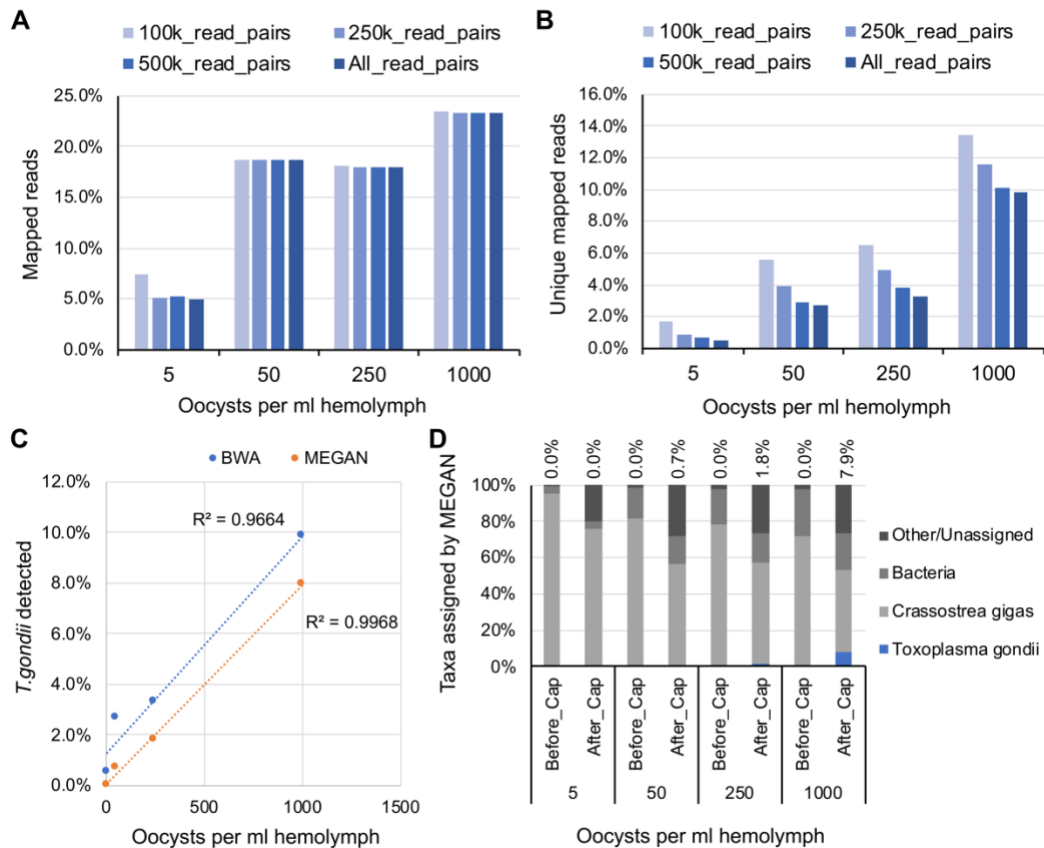 A
100k_read_pairs
250k_read_pairs
500k_read_pairs
All_read_pairs
25.0%
20.0%
15.0%
10.0%
5.0%
0.0%
Mapped reads
5
50
250
1000
Oocysts per ml hemolymph
B
100k_read_pairs
250k_read_pairs
500k_read_pairs
All_read_pairs
16.0%
14.0%
12.0%
10.0%
8.0%
6.0%
4.0%
2.0%
0.0%
Unique mapped reads
5
50
250
1000
Oocysts per ml hemolymph
C
BWA
MEGAN
12.0%
10.0%
8.0%
6.0%
4.0%
2.0%
0.0%
T.gondii detected
R² = 0.9664
R² = 0.9968
0
500
1000
1500
Oocysts per ml hemolymph
D
0.0%
0.0%
0.0%
0.7%
0.0%
1.8%
0.0%
7.9%
100%
80%
60%
40%
20%
0%
Taxa assigned by MEGAN
Other/Unassigned
Bacteria
Crassostrea gigas
Toxoplasma gondii
Before_Cap
After_Cap
Before_Cap
After_Cap
Before_Cap
After_Cap
Before_Cap
After_Cap
5
50
250
1000
Oocysts per ml hemolymph